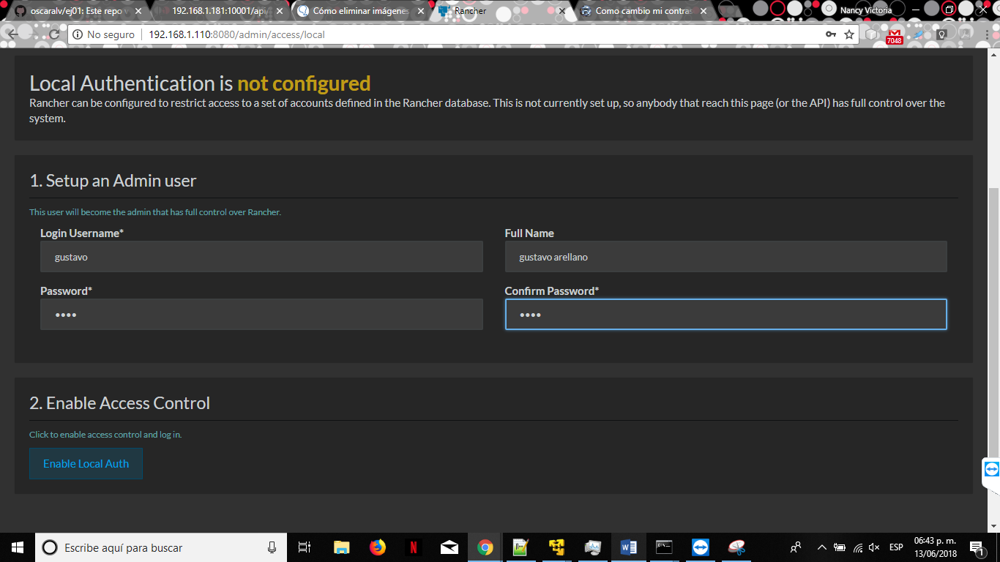 oscaralv/ej01: Este repo
192.168.1.181:10001/api/
Cómo eliminar imágenes
Rancher
Como cambio mi contras
Nancy Victoria
No seguro
192.168.1.110:8080/admin/access/local
7048
Local Authentication is not configured
Rancher can be configured to restrict access to a set of accounts defined in the Rancher database. This is not currently set up, so anybody that reach this page (or the API) has full control over the
system.
1. Setup an Admin user
This user will become the admin that has full control over Rancher.
Login Username*
Full Name
gustavo
gustavo arellano
Password*
Confirm Password*
••••
••••
2. Enable Access Control
Click to enable access control and log in.
Enable Local Auth
Escribe aquí para buscar
ESP
06:43 p. m.
13/06/2018
1